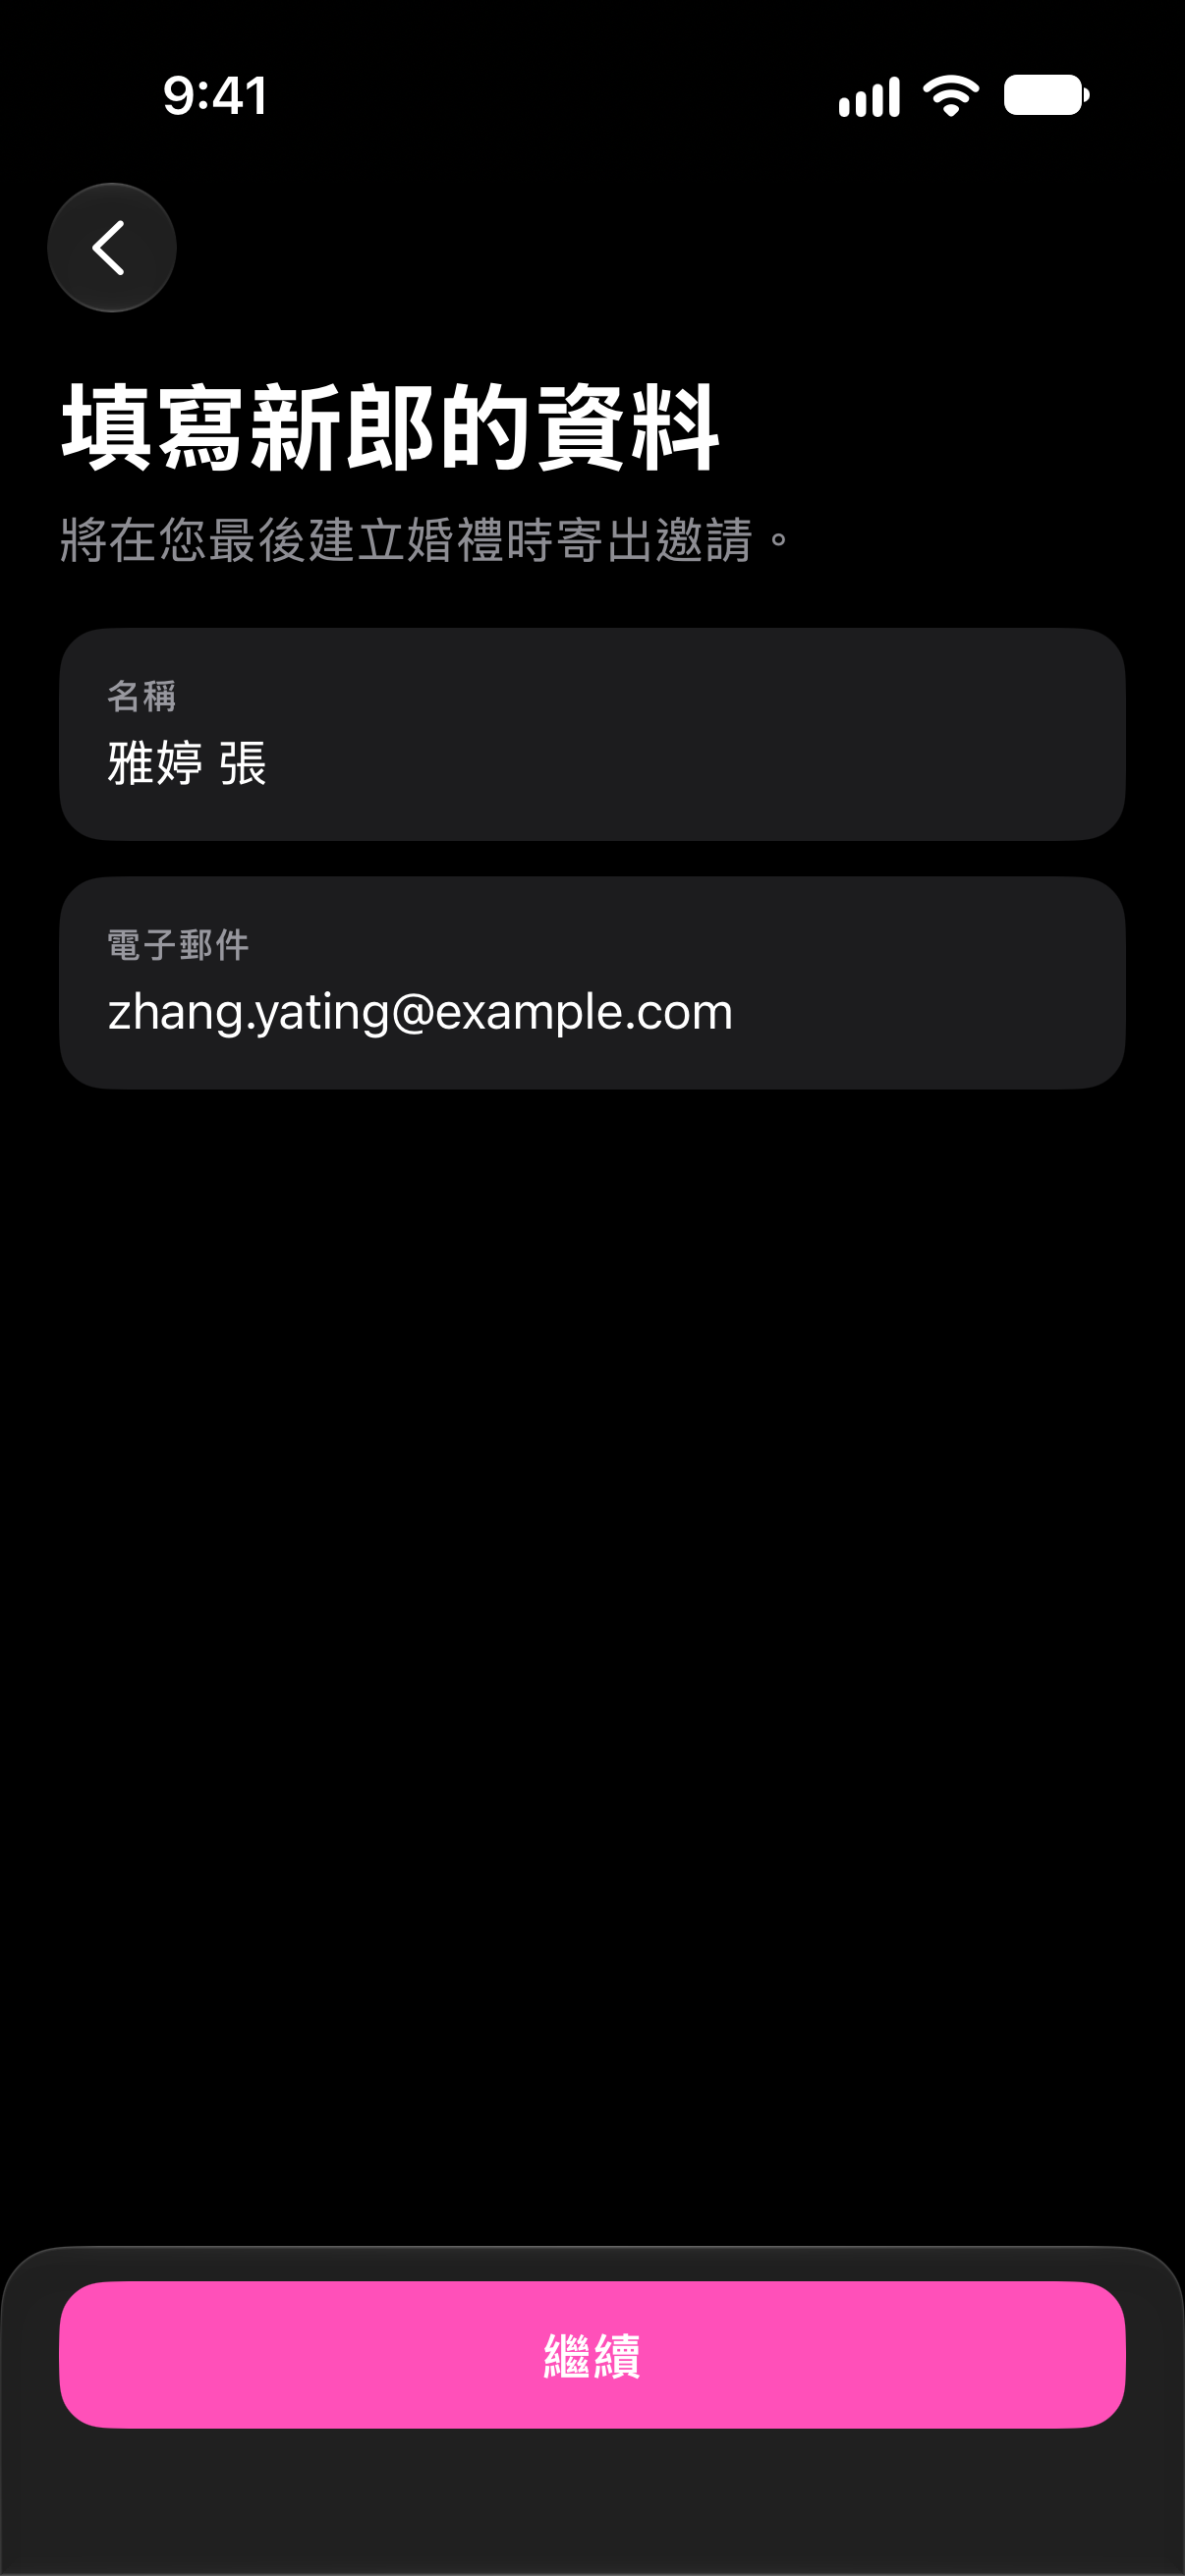 9:41
填寫新郎的資料
將在您最後建立婚禮時寄出邀請。
名稱
雅婷 張
電子郵件
zhang.yating@example.com
繼續